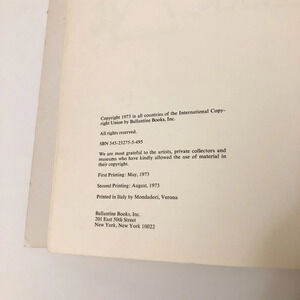 Copyright 1973 in all countries of the International Copy-
right Union by Ballantine Books, Inc.
All rights reserved.
SBN 345-23275-5-495
We are most grateful to the artists, private collectors and
museums who have kindly allowed the use of material in
their copyright.
First Printing: May, 1973
Second Printing: August, 1973
Printed in Italy by Mondadori, Verona
Ballantine Books, Inc.
201 East 50th Street
New York, New York 10022